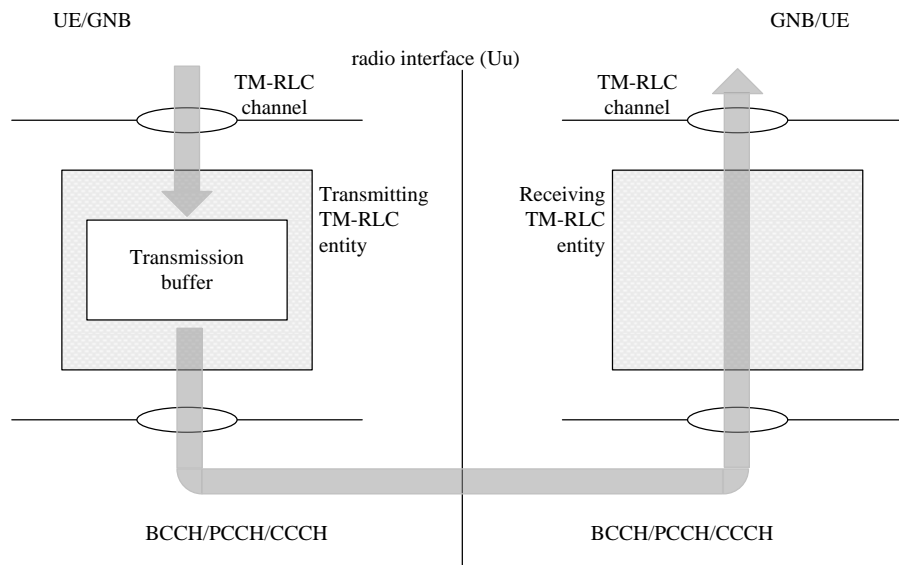 UE/GNB
GNB/UE
radio interface (Uu)
TM-RLC
channel
TM-RLC
channel
Transmitting
TM-RLC
entity
Receiving
TM-RLC
entity
Transmission
buffer
BCCH/PCCH/CCCH
BCCH/PCCH/CCCH